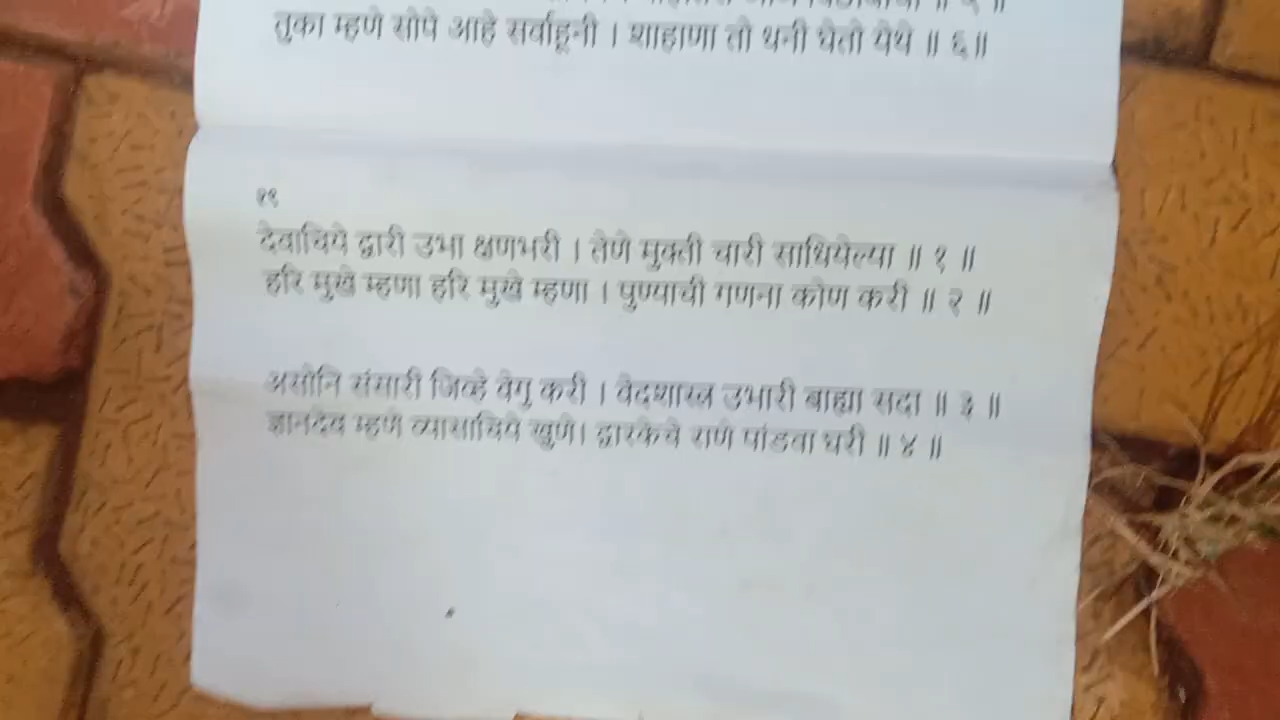 तुका म्हणे सोपे आहे सर्वाहूनी । शाहाणा तो धनी घेतो येथे ॥ ६॥
देवाचिये द्वारी उभा क्षणभरी । तेणे मुक्ती चारी साधियेल्या ॥ १ ॥
हरि मुखे म्हणा हरि मुखे म्हणा । पुण्याची गणना कोण करी ॥ २ ॥
असोनि संसारी जिव्हे वेगु करी । वेदशास्त्र उभारी बाह्या सदा ॥ ३ ॥
ज्ञानदेव म्हणे व्यासाचिये खुणे। द्वारकेचे राणे पांडवा घरी ॥ ४ ॥